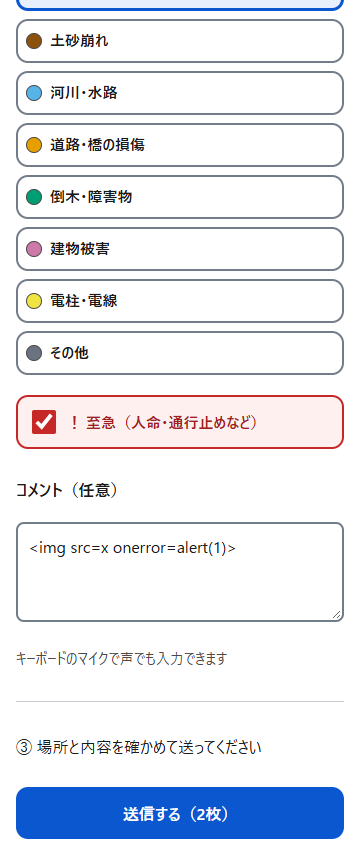 土砂崩れ
河川・水路
道路・橋の損傷
倒木・障害物
建物被害
電柱・電線
その他
！ 至急（人命・通行止めなど）
コメント（任意）
<img src=x onerror=alert(1)>
キーボードのマイクで声でも入力できます
③ 場所と内容を確かめて送ってください
送信する（2枚）